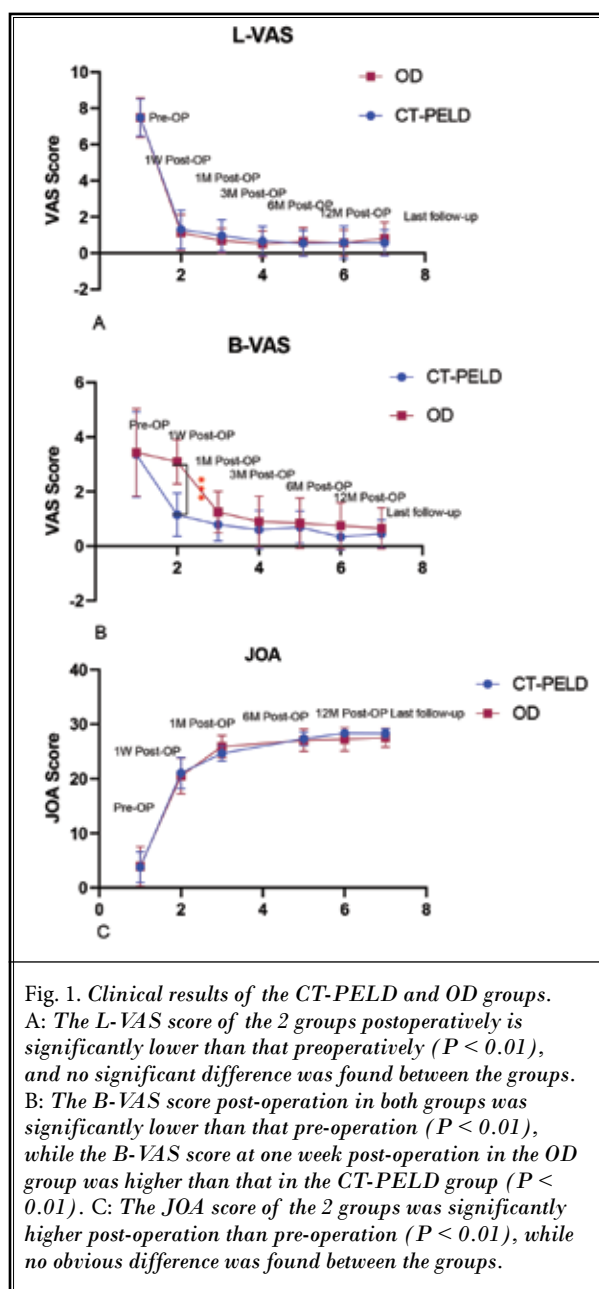 L-VAS
10
8
6
4
2
0
-2
VAS Score
OD
CT-PELD
Pre-OP
1W Post-OP
1M Post-OP
3M Post-OP
6M Post-OP
12M Post-OP
Last follow-up
2
4
6
8
A
B-VAS
6
4
2
0
-2
VAS Score
CT-PELD
OD
Pre-OP
1W Post-OP
1M Post-OP
3M Post-OP
6M Post-OP
12M Post-OP
Last follow-up
***
2
4
6
8
B
JOA
40
30
20
10
0
JOA Score
CT-PELD
OD
Pre-OP
1W Post-OP
1M Post-OP
6M Post-OP
12M Post-OP
Last follow-up
0
2
4
6
8
C
Fig. 1. Clinical results of the CT-PELD and OD groups.
A: The L-VAS score of the 2 groups postoperatively is
significantly lower than that preoperatively (P < 0.01),
and no significant difference was found between the groups.
B: The B-VAS score post-operation in both groups was
significantly lower than that pre-operation (P < 0.01),
while the B-VAS score at one week post-operation in the OD
group was higher than that in the CT-PELD group (P <
0.01). C: The JOA score of the 2 groups was significantly
higher post-operation than pre-operation (P < 0.01), while
no obvious difference was found between the groups.